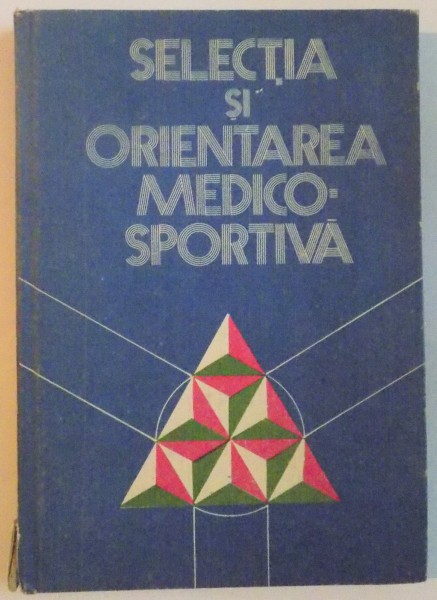 SELECȚIA
ȘI
ORIENTAREA
MEDICO-
SPORTIVĂ